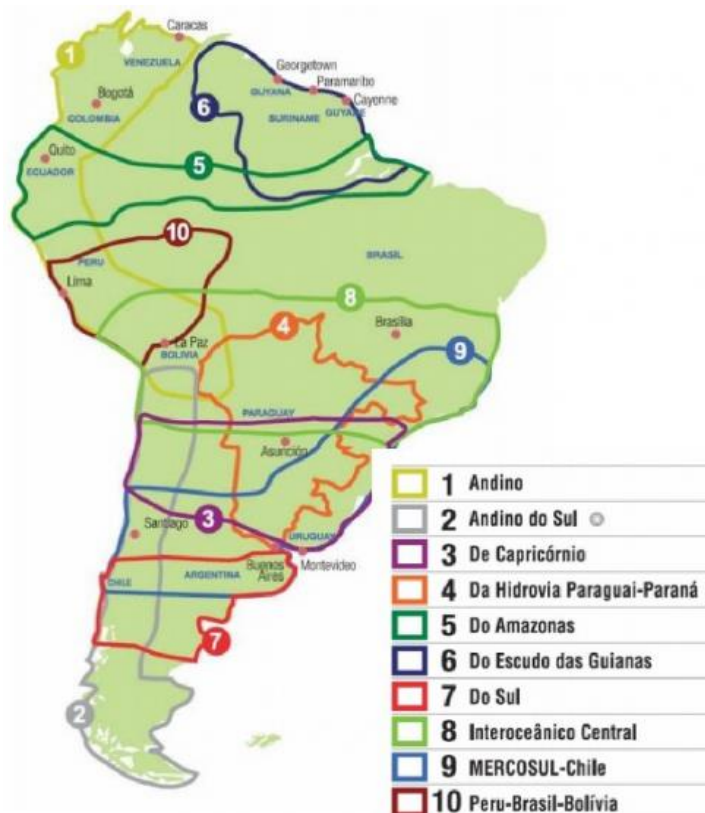 Caracas
1
VENEZUELA
Georgetown
GUYANA
Paramaribo
Bogotá
6
SURINAME
Cayenne
GUYANE
COLOMBIA
Quito
5
ECUADOR
10
PERU
BRASIL
Lima
8
4
Brasília
La Paz
9
BOLIVIA
PARAGUAY
Asunción
3
Santiago
URUGUAY
Buenos
Aires
Montevideo
CHILE
ARGENTINA
7
2
1 Andino
2 Andino do Sul
3 De Capricórnio
4 Da Hidrovia Paraguai-Paraná
5 Do Amazonas
6 Do Escudo das Guianas
7 Do Sul
8 Interoceânico Central
9 MERCOSUL-Chile
10 Peru-Brasil-Bolívia